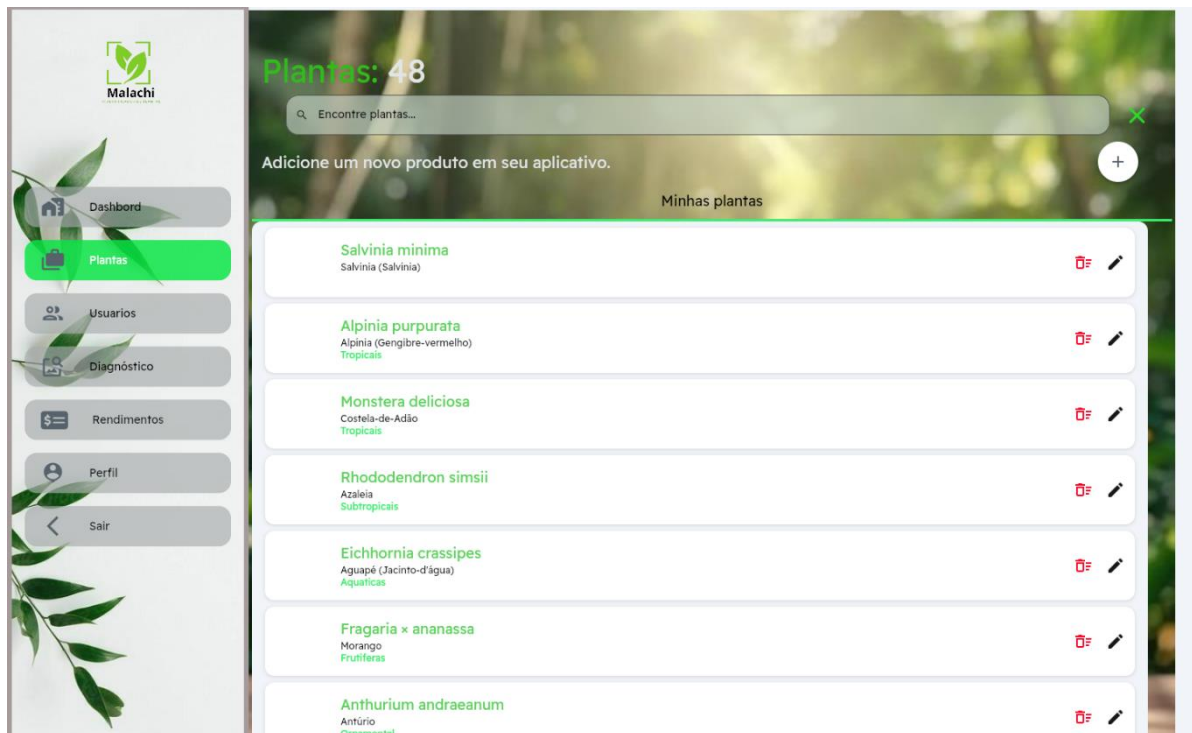 Malachi
Dashbord
Plantas
Usuarios
Diagnóstico
Rendimentos
Perfil
Sair
Plantas: 48
Encontre plantas...
Adicione um novo produto em seu aplicativo.
Minhas plantas
Salvinia minima
Salvinia (Salvinia)
Alpinia purpurata
Alpinia (Gengibre-vermelho)
Tropicais
Monstera deliciosa
Costela-de-Adão
Tropicais
Rhododendron simsii
Azaleia
Subtropicais
Eichhornia crassipes
Aguapé (Jacinto-d'água)
Aquaticas
Fragaria × ananassa
Morango
Frutíferas
Anthurium andraeanum
Antúrio
Ornamental